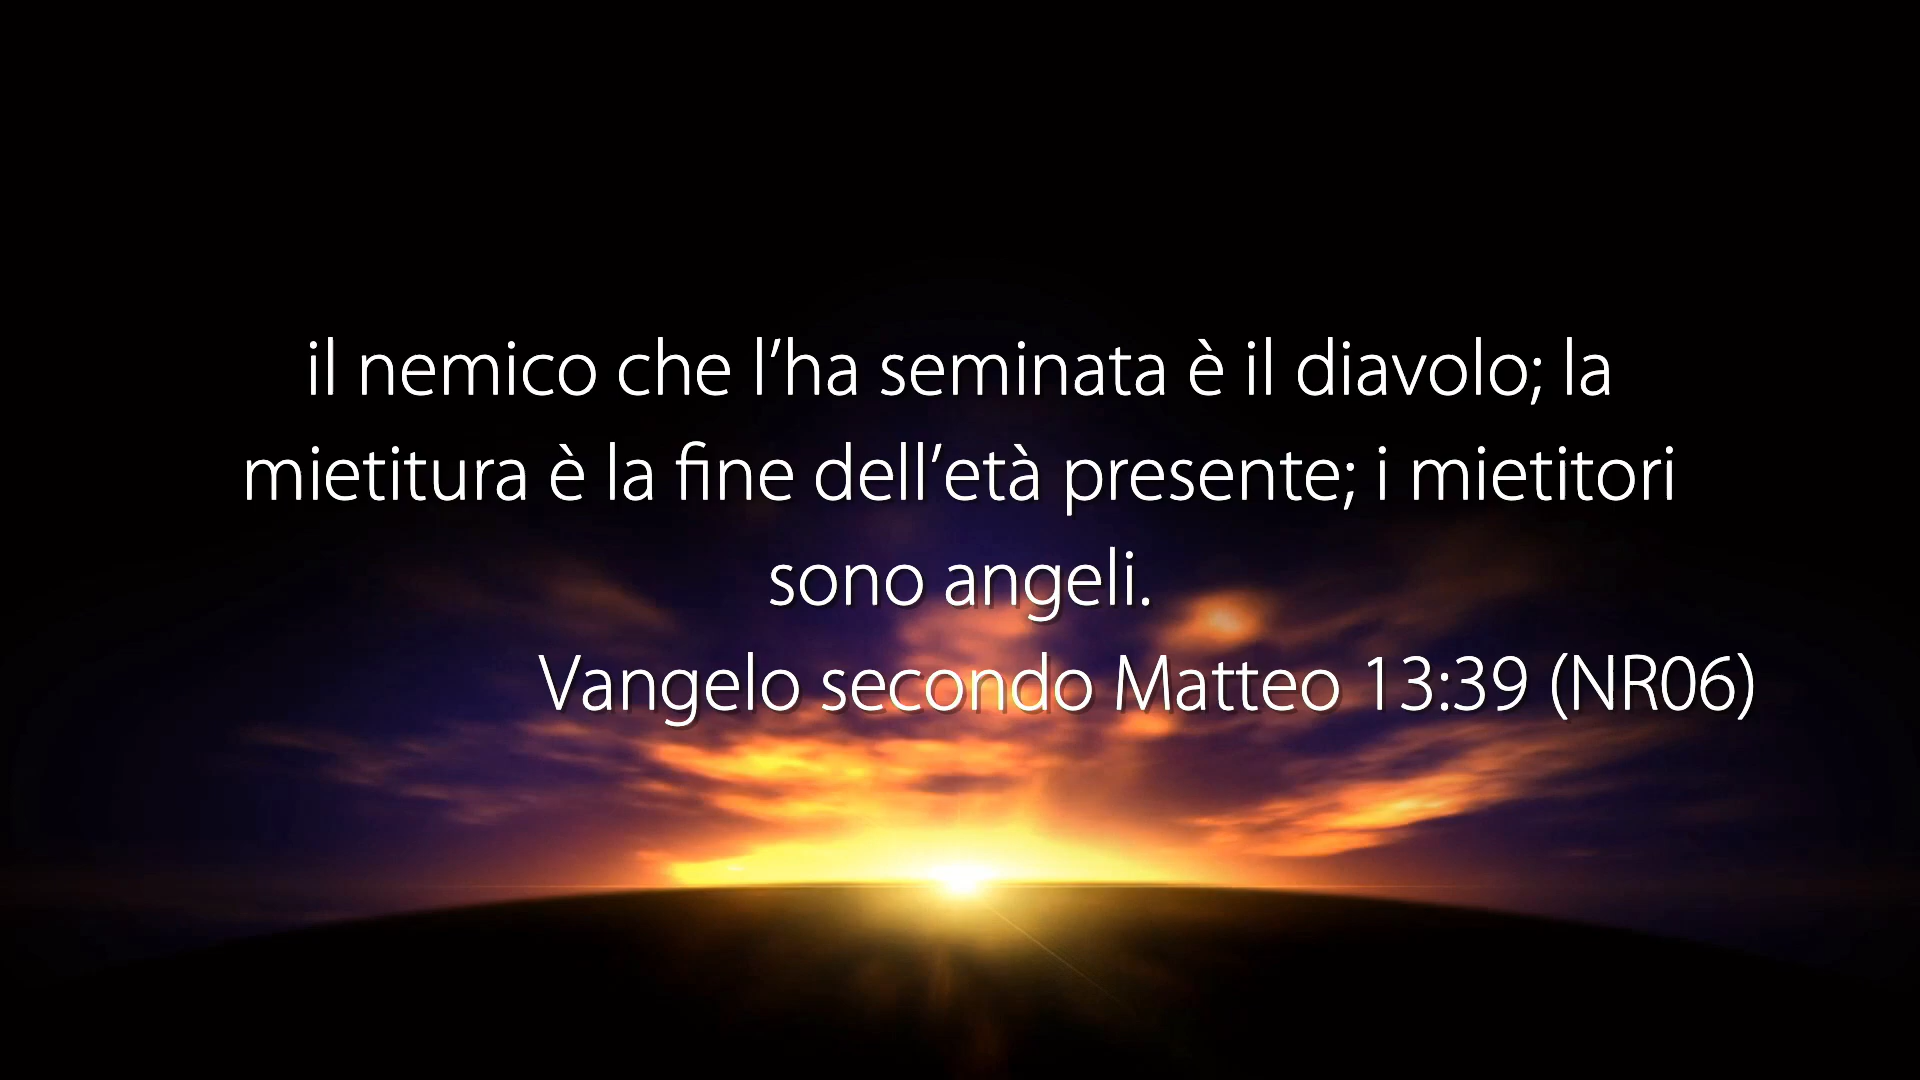 il nemico che l’ha seminata è il diavolo; la
mietitura è la fine dell’età presente; i mietitori
sono angeli.
Vangelo secondo Matteo 13:39 (NR06)